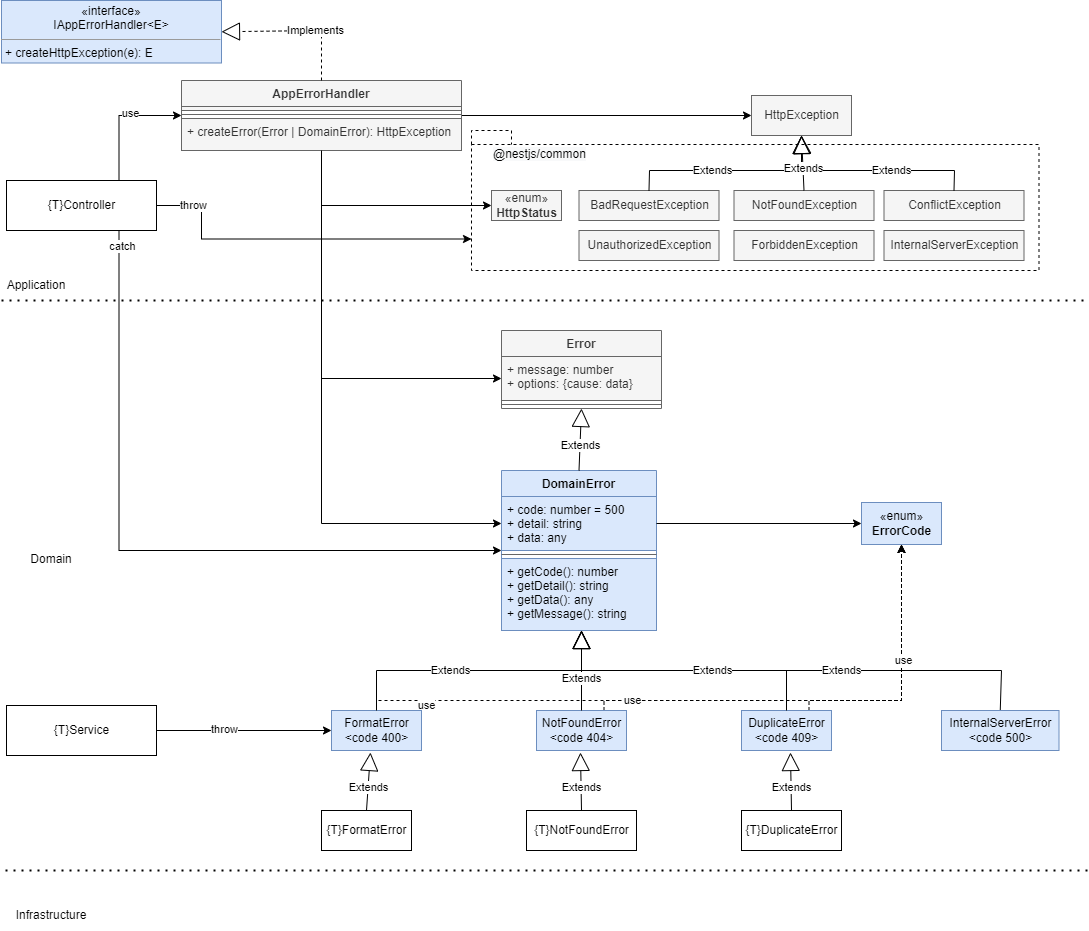 «interface»
IAppErrorHandler<E>
+ createHttpException(e): E
Implements
AppErrorHandler
+ createError(Error | DomainError): HttpException
use
HttpException
@nestjs/common
Extends
Extends
Extends
{T}Controller
throw
«enum»
HttpStatus
BadRequestException
NotFoundException
ConflictException
UnauthorizedException
ForbiddenException
InternalServerException
catch
Application
Error
+ message: number
+ options: {cause: data}
Extends
DomainError
+ code: number = 500
+ detail: string
+ data: any
+ getCode(): number
+ getDetail(): string
+ getData(): any
+ getMessage(): string
«enum»
ErrorCode
Domain
Extends
Extends
Extends
Extends
use
use
use
{T}Service
throw
FormatError
<code 400>
NotFoundError
<code 404>
DuplicateError
<code 409>
InternalServerError
<code 500>
Extends
Extends
Extends
{T}FormatError
{T}NotFoundError
{T}DuplicateError
Infrastructure